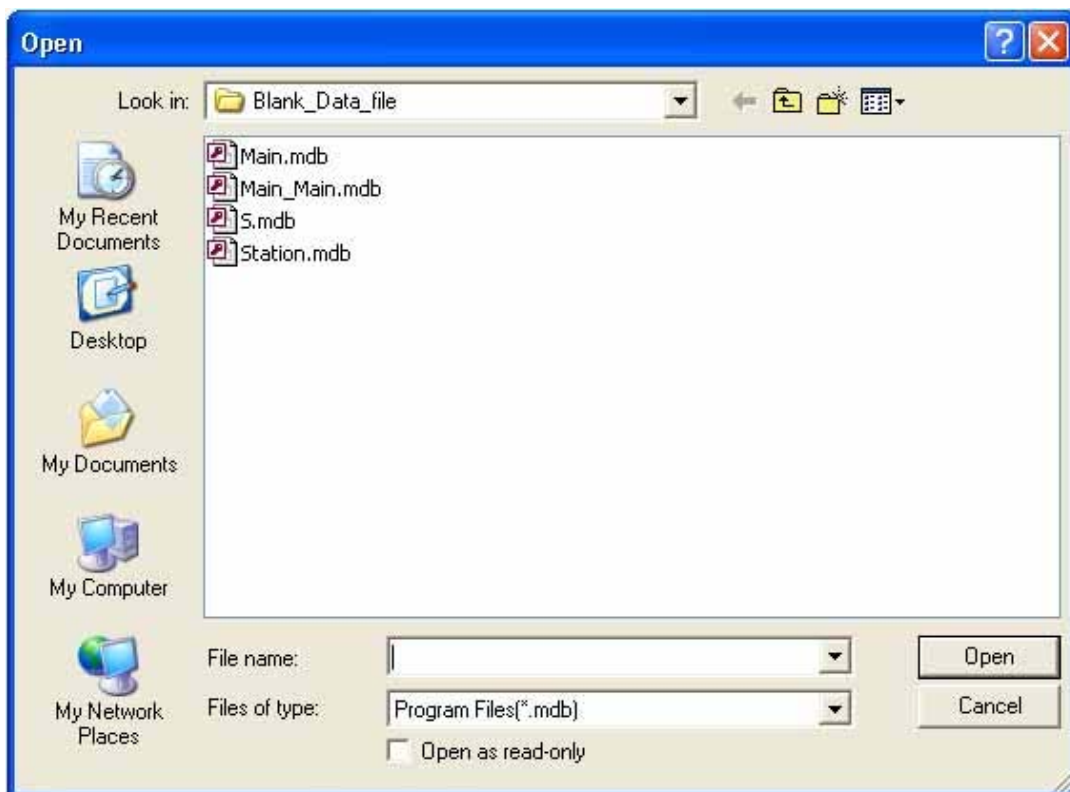 Open
Look in: Blank_Data_file
Main.mdb
Main_Main.mdb
S.mdb
Station.mdb
My Recent
Documents
Desktop
My Documents
My Computer
My Network
Places
File name:
Open
Files of type: Program Files(*.mdb)
Cancel
Open as read-only